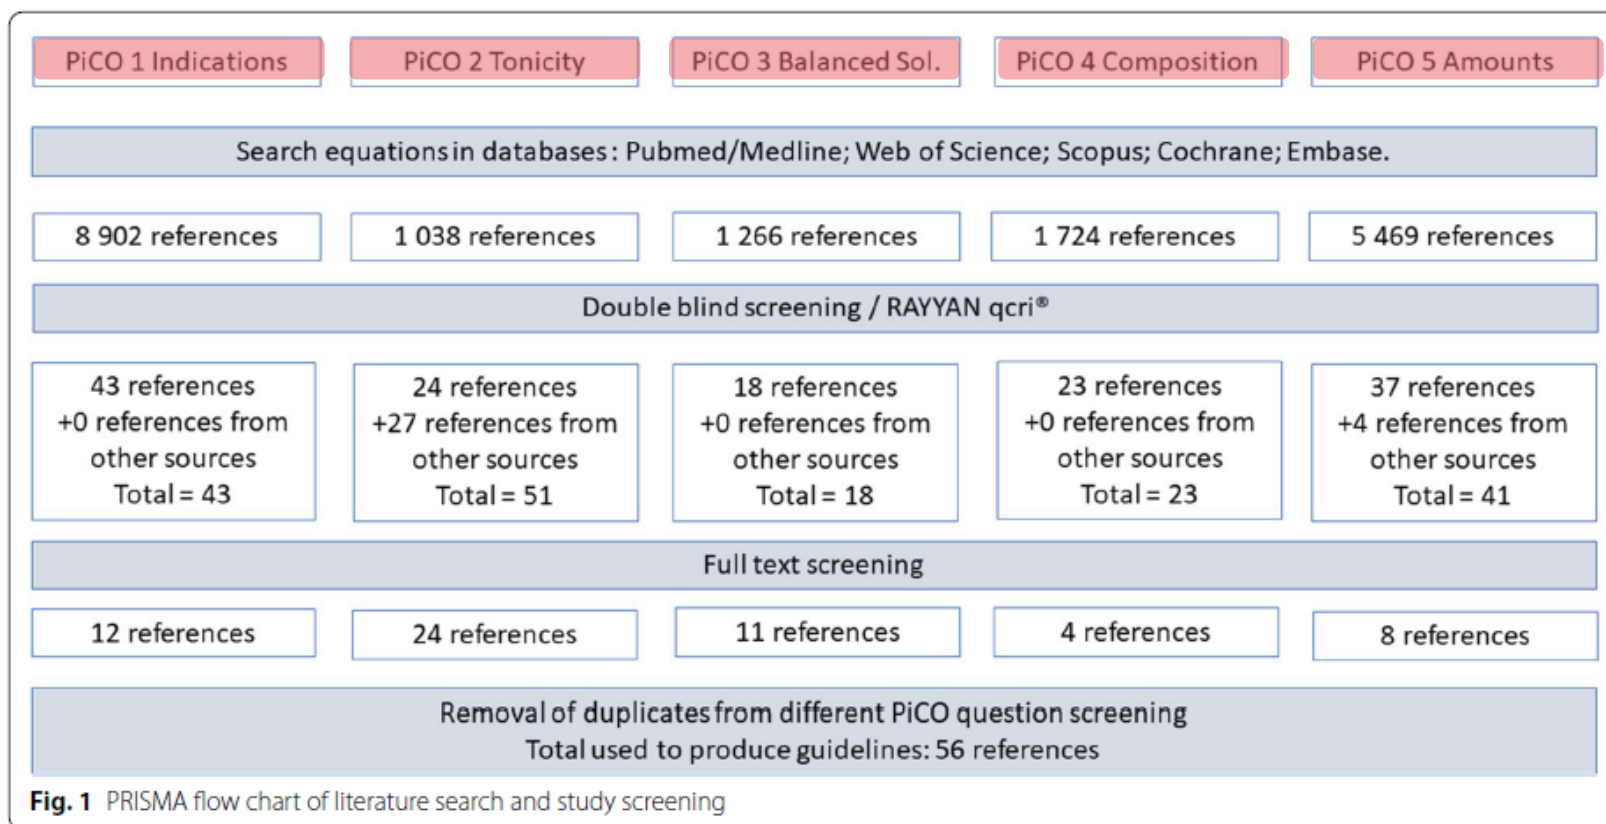 PiCO 1 Indications
PiCO 2 Tonicity
PiCO 3 Balanced Sol.
PiCO 4 Composition
PiCO 5 Amounts
Search equations in databases: Pubmed/Medline; Web of Science; Scopus; Cochrane; Embase.
8 902 references
1 038 references
1 266 references
1 724 references
5 469 references
Double blind screening / RAYYAN qcri®
43 references
+0 references from
other sources
Total = 43
24 references
+27 references from
other sources
Total = 51
18 references
+0 references from
other sources
Total = 18
23 references
+0 references from
other sources
Total = 23
37 references
+4 references from
other sources
Total = 41
Full text screening
12 references
24 references
11 references
4 references
8 references
Removal of duplicates from different PiCO question screening
Total used to produce guidelines: 56 references
Fig. 1 PRISMA flow chart of literature search and study screening